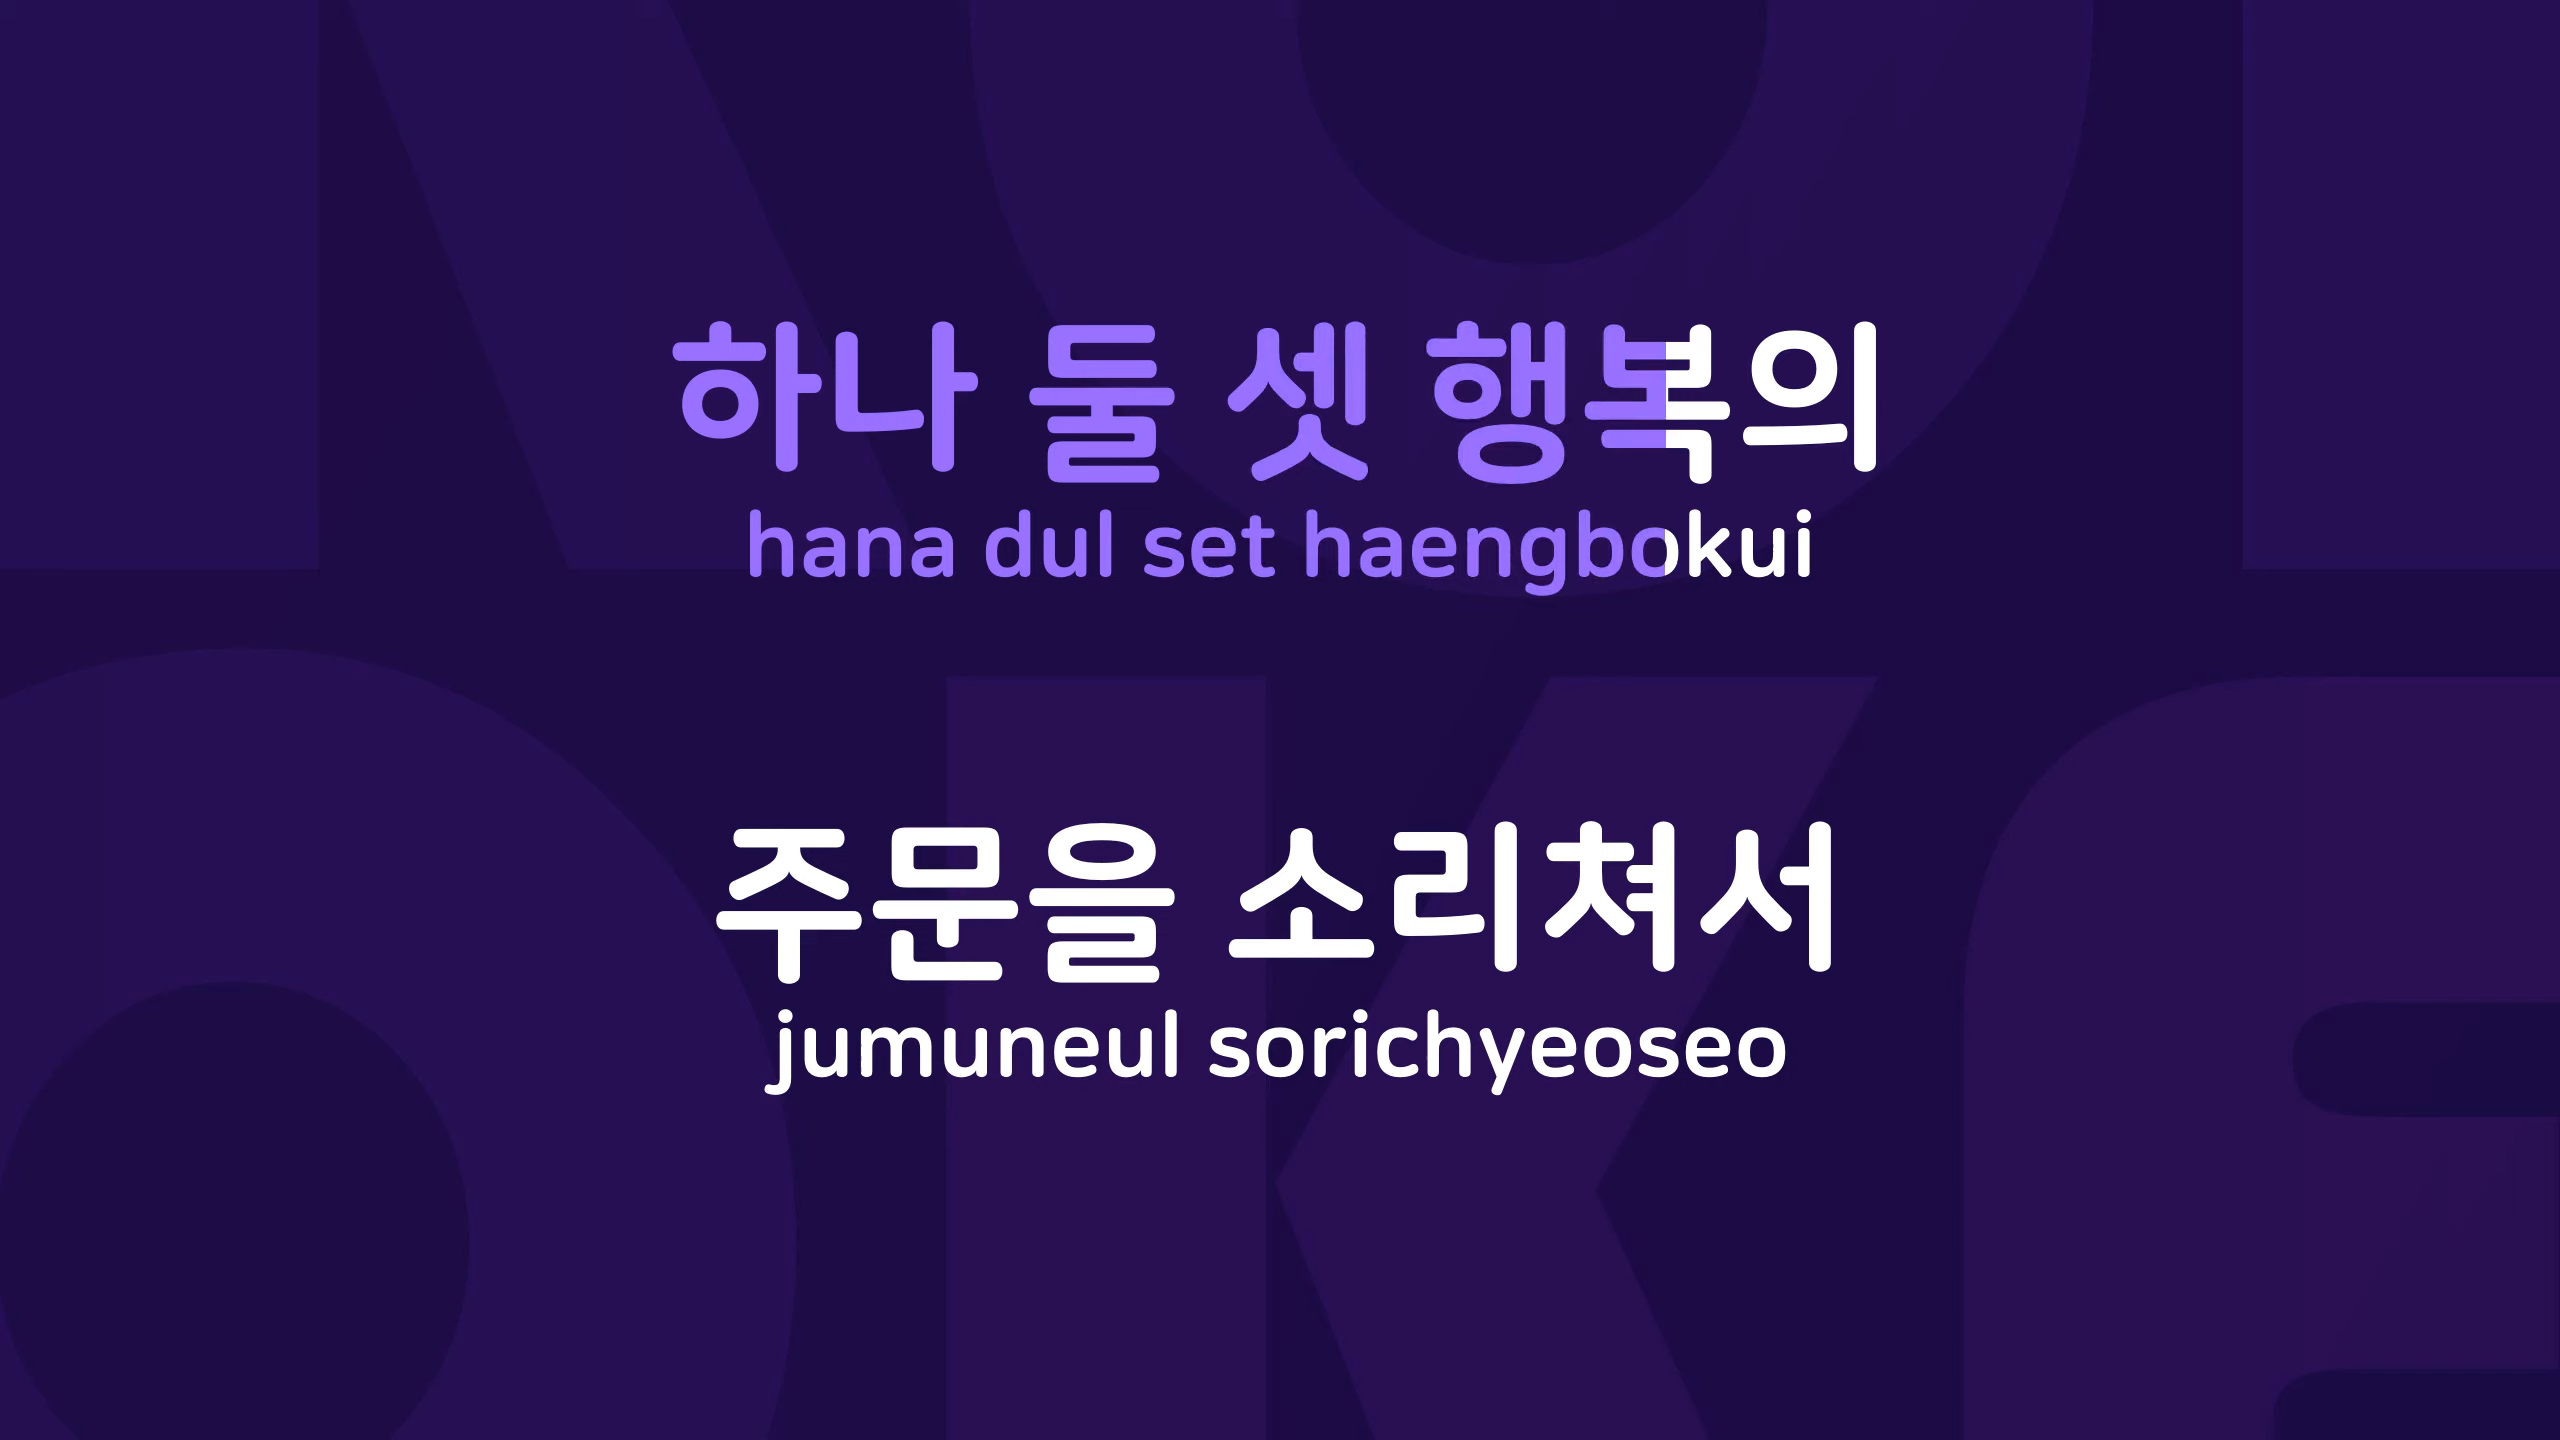 하나 둘 셋 행복의
hana dul set haengbokui
주문을 소리쳐서
jumuneul sorichyeoseo